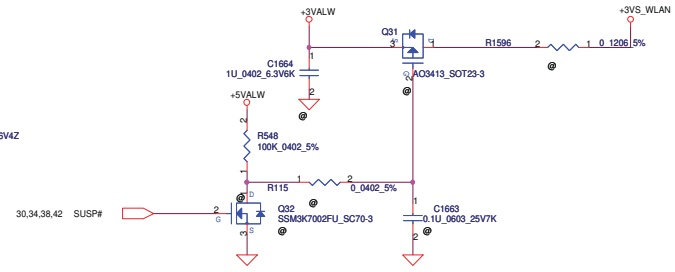 +3VALW
+3VS_WLAN
Q31
3
S
D
1
R1596
2
1
0_1206_5%
@
1
C1664
1U_0402_6.3V6K
2
@
G
2
AO3413_SOT23-3
@
+5VALW
2
R548
100K_0402_5%
1
6V4Z
R115
1
2
0_0402_5%
@
1
D
@
30,34,38,42
SUSP#
2
G
Q32
SSM3K7002FU_SC70-3
@
S
3
1
C1663
0.1U_0603_25V7K
2
@